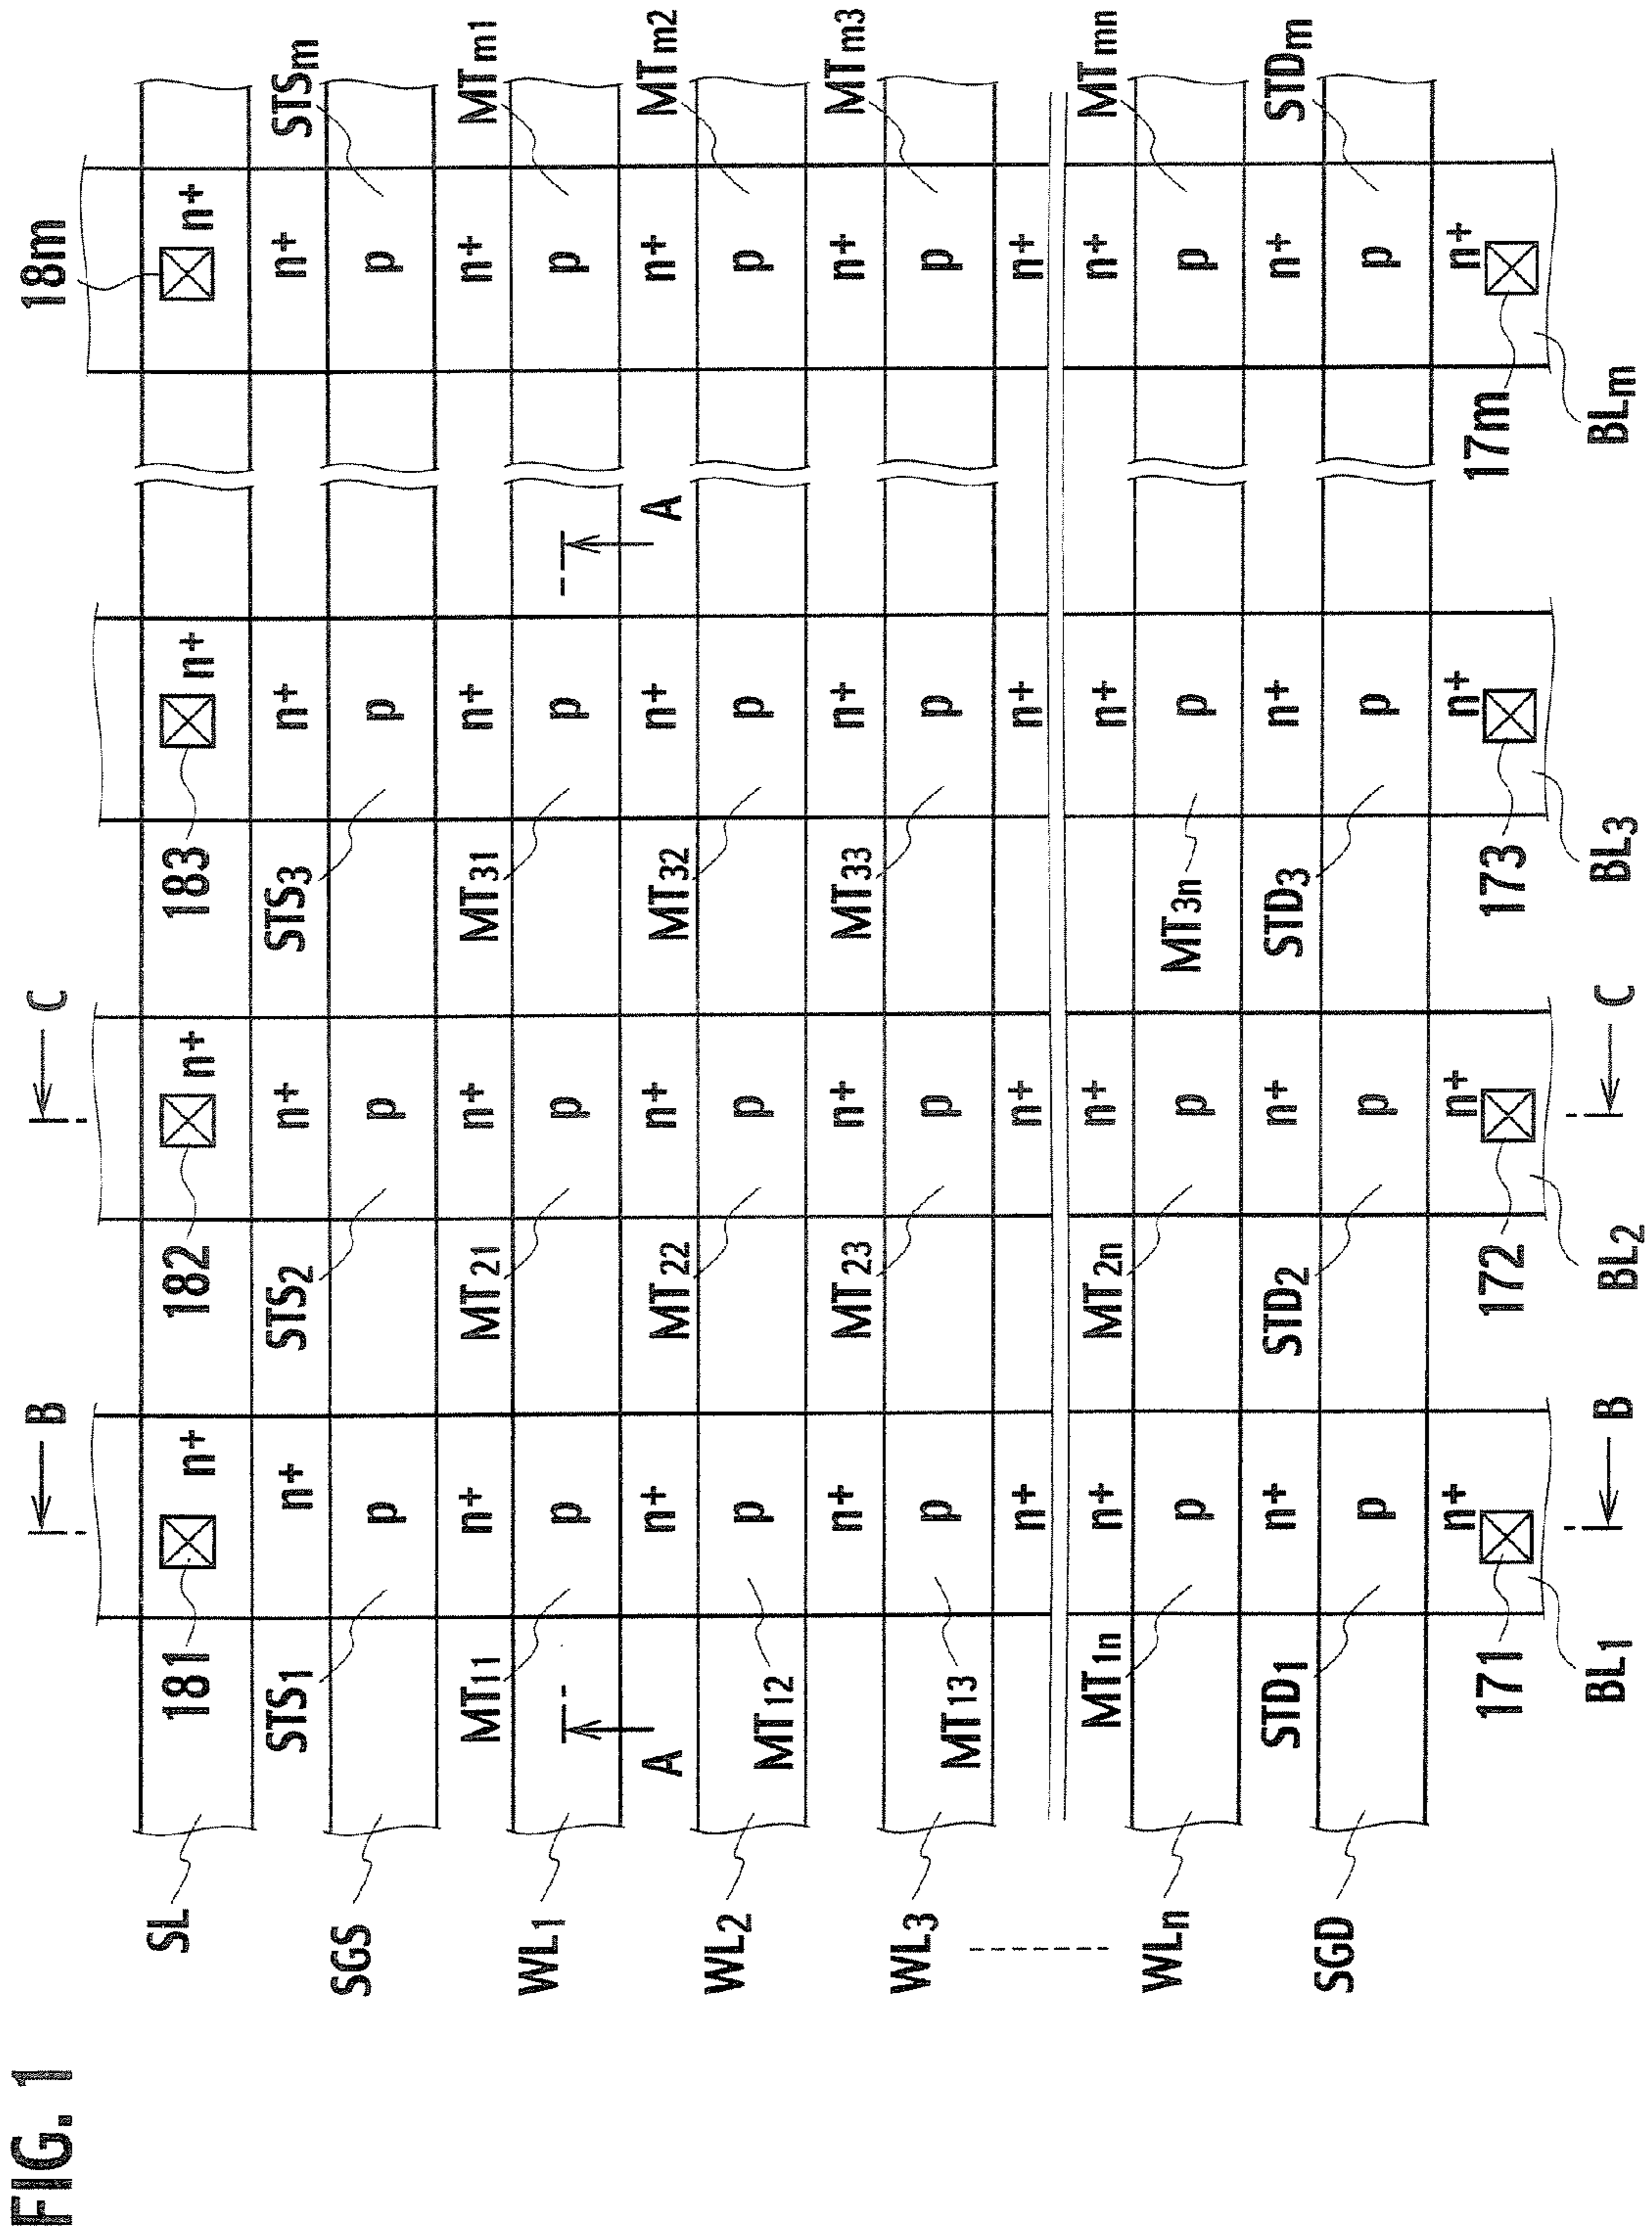 FIG. 1
B C 18m
SL 181 n+ 182 n+ 183 n+ n+
STS1 n+ STS2 n+ STS3 n+ n+ STSm
SGS p p p p
MT11 n+ MT21 n+ MT31 n+ n+ MTm1
WL1 p p p p
A n+ MT22 n+ MT32 n+ A n+ MTm2
WL2 MT12 p p p p
n+ MT23 n+ MT33 n+ n+ MTm3
WL3 MT13 p p p p
n+ n+ n+ n+
MT1n n+ MT2n n+ n+ n+ MTmn
WLn p p MT3n p p
STD1 n+ STD2 n+ STD3 n+ n+ STDm
SGD p p p p
n+ n+ n+ n+
171 172 173 17m
BL1 B BL2 C BL3 BLm